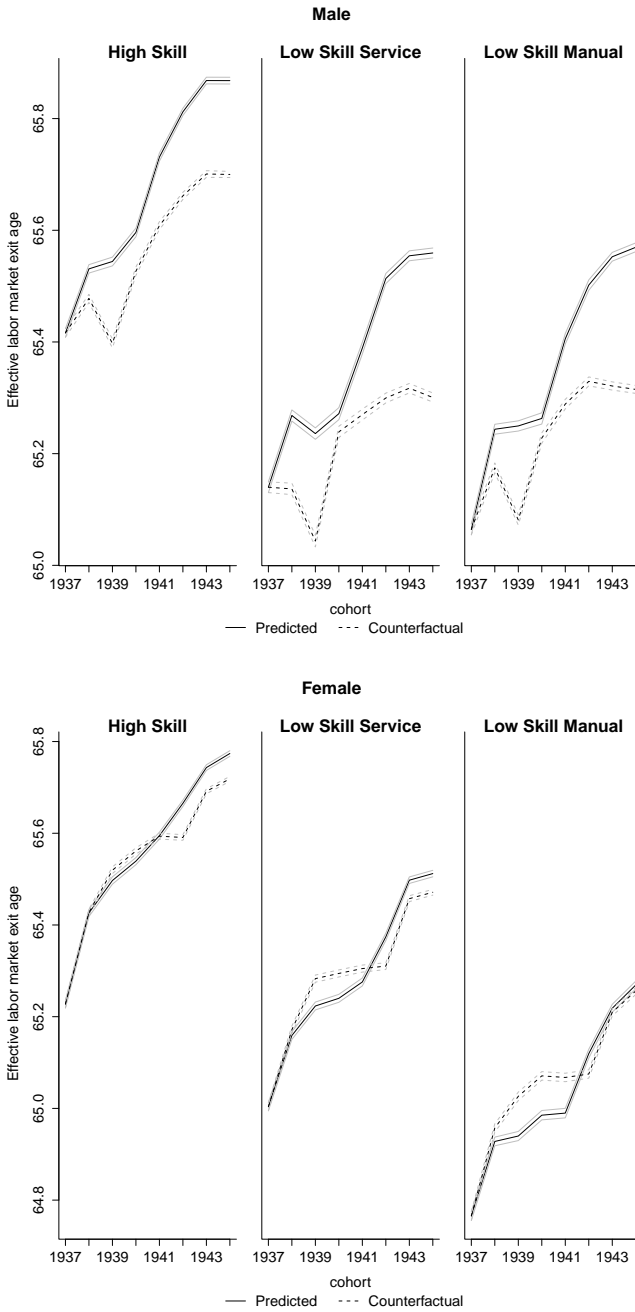 Male
High Skill Low Skill Service Low Skill Manual
Effective labor market exit age
65.8
65.6
65.4
65.2
65.0
1937 1939 1941 1943 1937 1939 1941 1943 1937 1939 1941 1943
cohort
Predicted Counterfactual
Female
High Skill Low Skill Service Low Skill Manual
Effective labor market exit age
65.8
65.6
65.4
65.2
65.0
64.8
1937 1939 1941 1943 1937 1939 1941 1943 1937 1939 1941 1943
cohort
Predicted Counterfactual